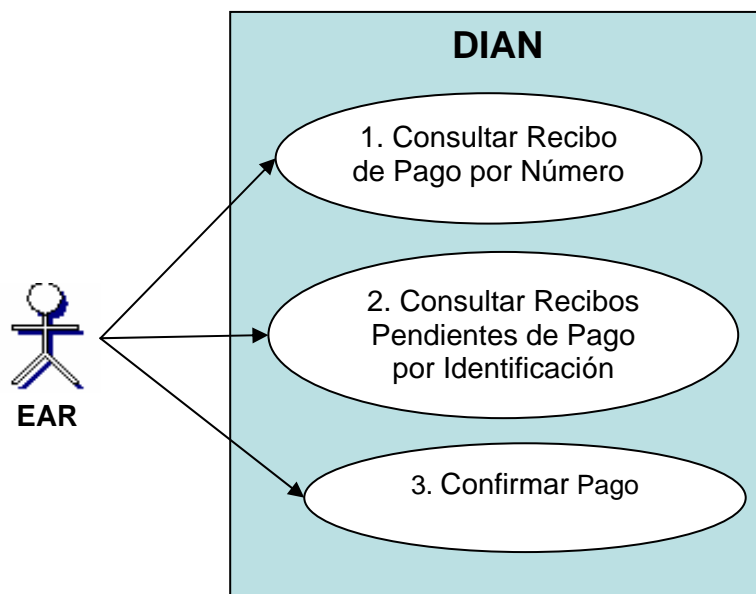 DIAN
1. Consultar Recibo
de Pago por Número
2. Consultar Recibos
Pendientes de Pago
por Identificación
EAR
3. Confirmar Pago